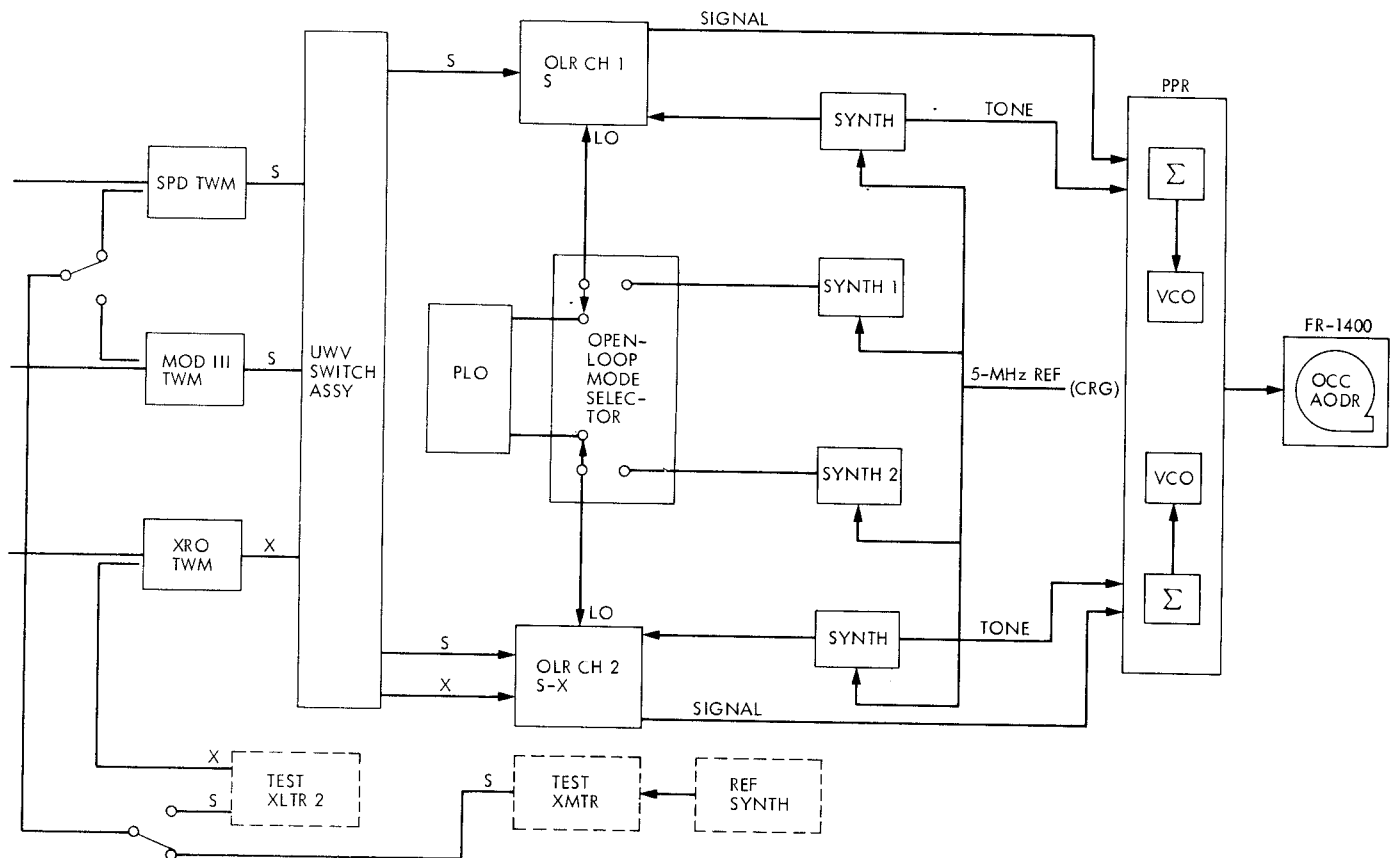 SIGNAL
OLR CH 1
S
S
LO
SYNTH
TONE
PPR
Σ
VCO
SPD TWM
S
MOD III
TWM
S
UWV
SWITCH
ASSY
PLO
OPEN-
LOOP
MODE
SELEC-
TOR
SYNTH 1
5-MHz REF (CRG)
FR-1400
OCC
AODR
SYNTH 2
VCO
Σ
XRO
TWM
X
LO
S
X
OLR CH 2
S-X
SYNTH
TONE
SIGNAL
X
S
TEST
XLTR 2
S
TEST
XMTR
REF
SYNTH